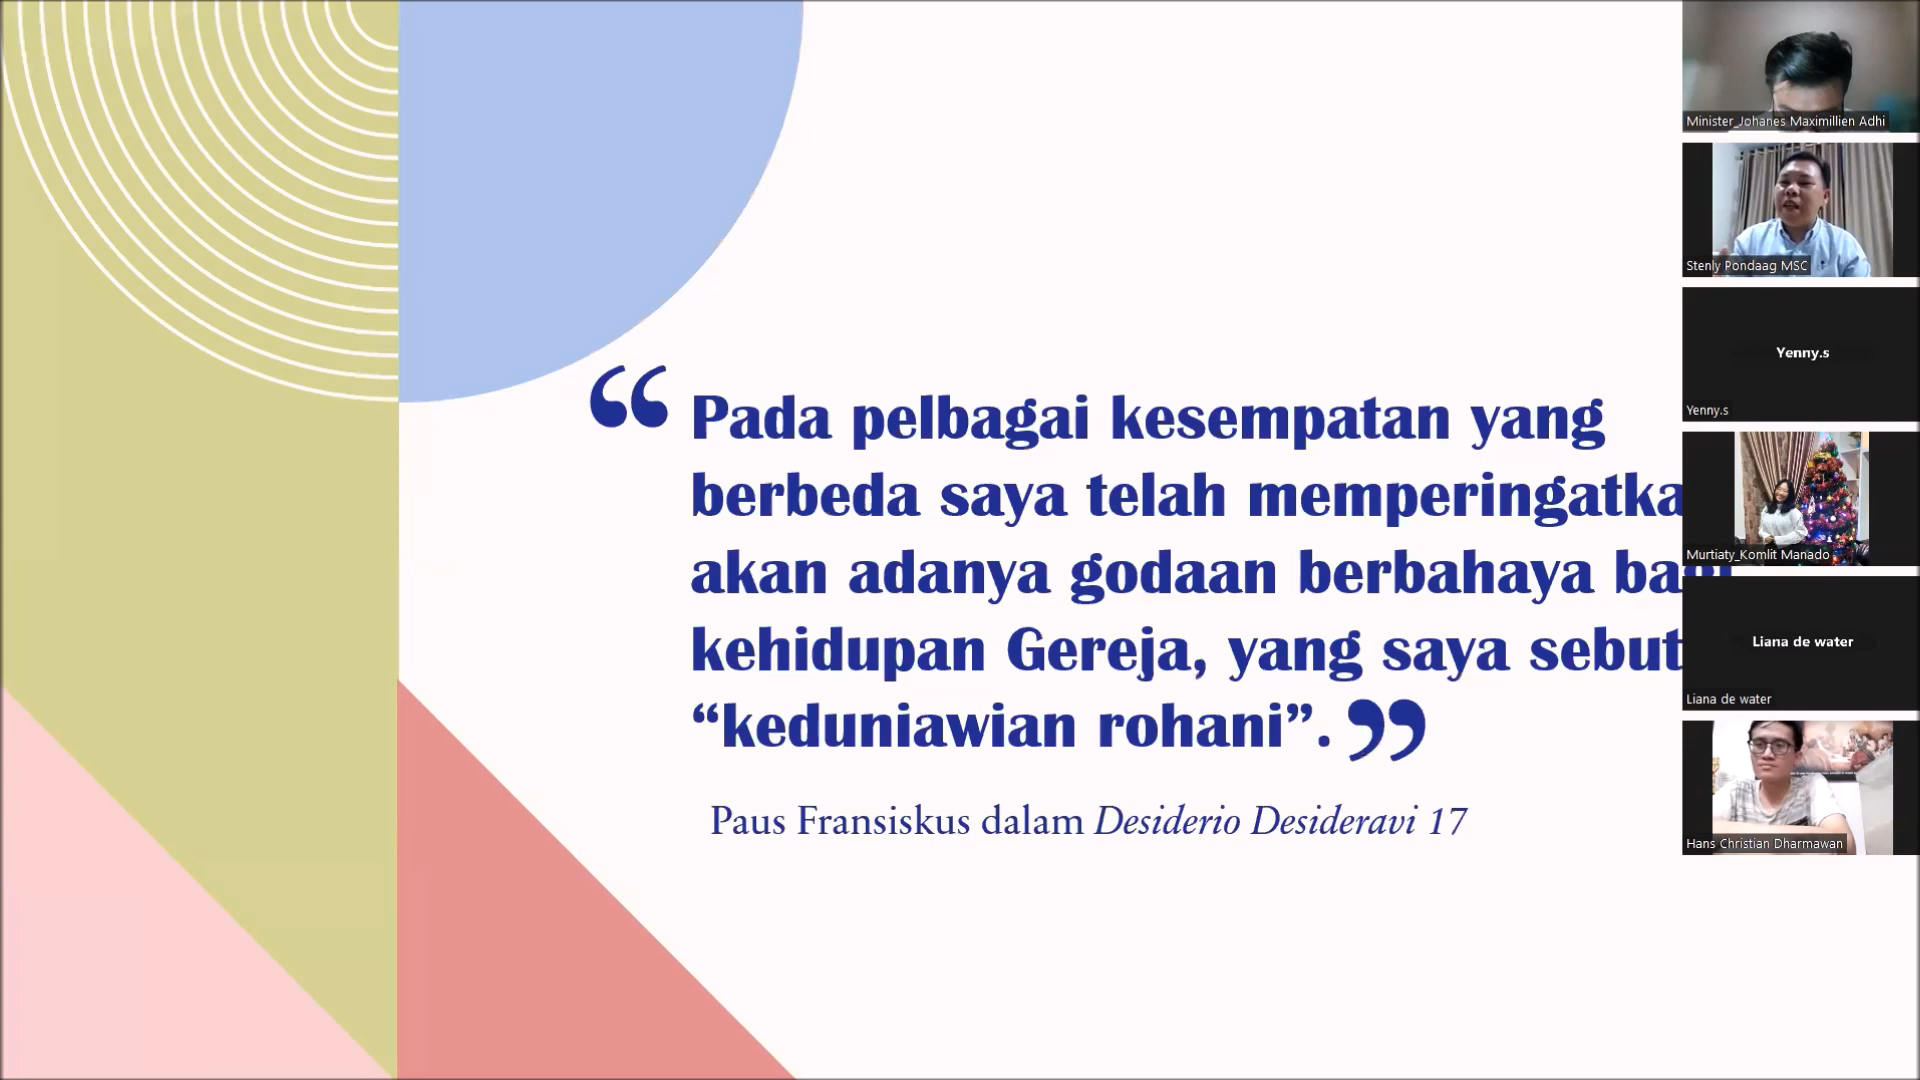 “ Pada pelbagai kesempatan yang
berbeda saya telah memperingatka
akan adanya godaan berbahaya bagi
kehidupan Gereja, yang saya sebut
“keduniawian rohani”. ”
Paus Fransiskus dalam Desiderio Desideravi 17
Minister_Johanes Maximillien Adhi
Stenly Pondaag MSC
Yenny.s
Yenny.s
Murtiaty_Komlit Manado
Liana de water
Liana de water
Hans Christian Dharmawan